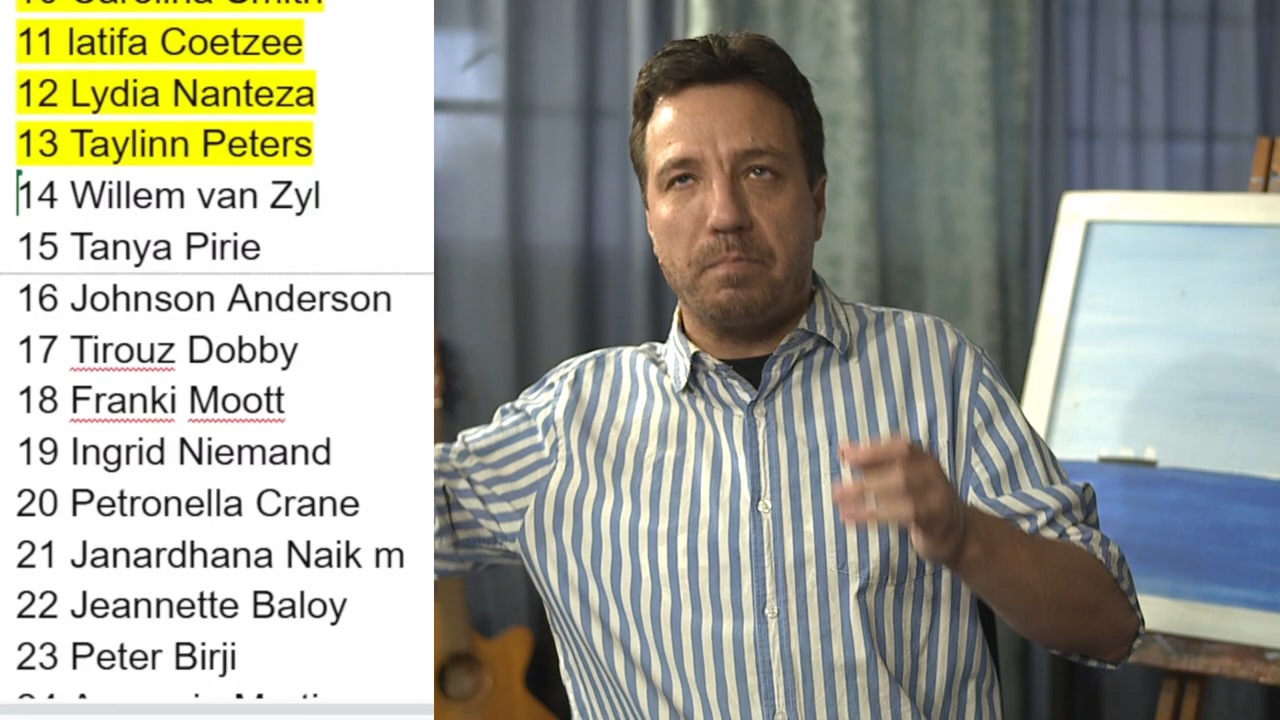 11 latifa Coetzee
12 Lydia Nanteza
13 Taylinn Peters
14 Willem van Zyl
15 Tanya Pirie
16 Johnson Anderson
17 Tirouz Dobby
18 Franki Moott
19 Ingrid Niemand
20 Petronella Crane
21 Janardhana Naik m
22 Jeannette Baloy
23 Peter Birji